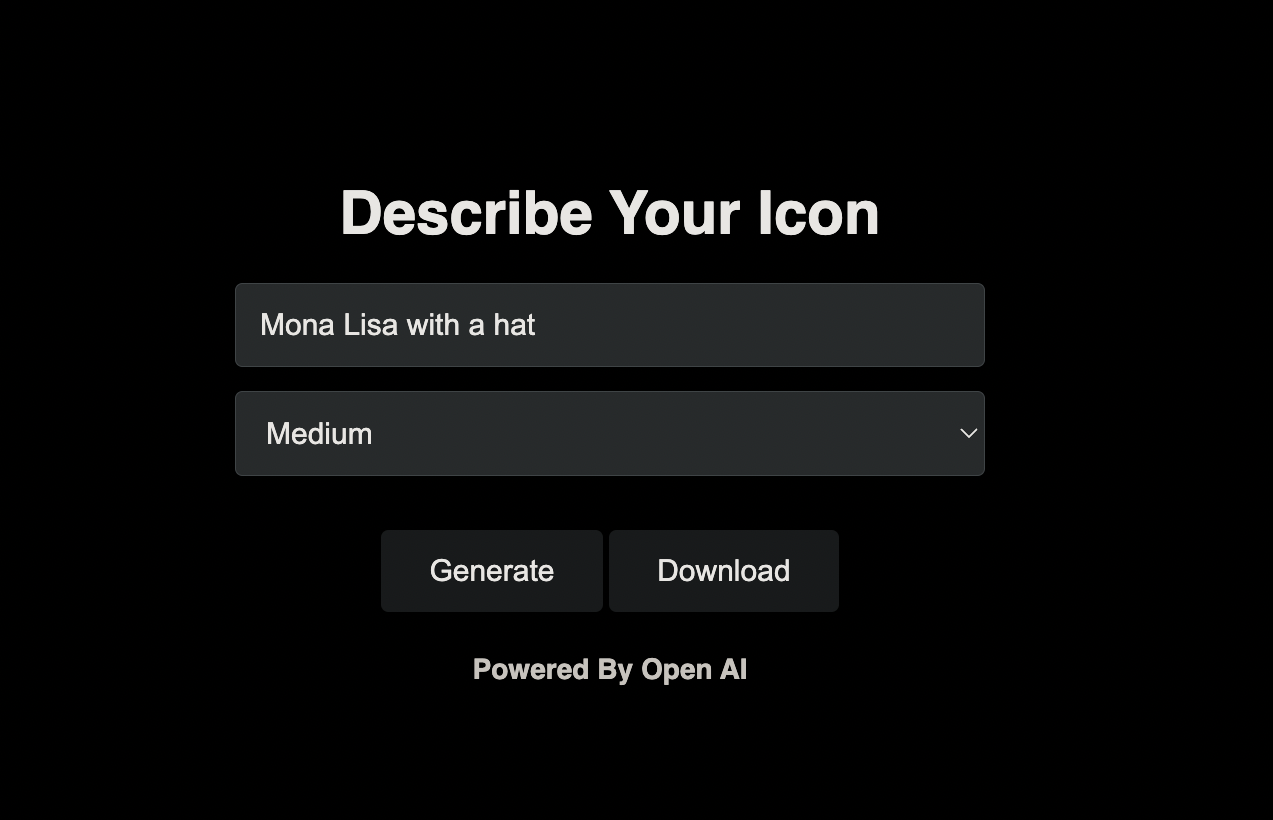 Describe Your Icon
Mona Lisa with a hat
Medium
Generate Download
Powered By Open AI